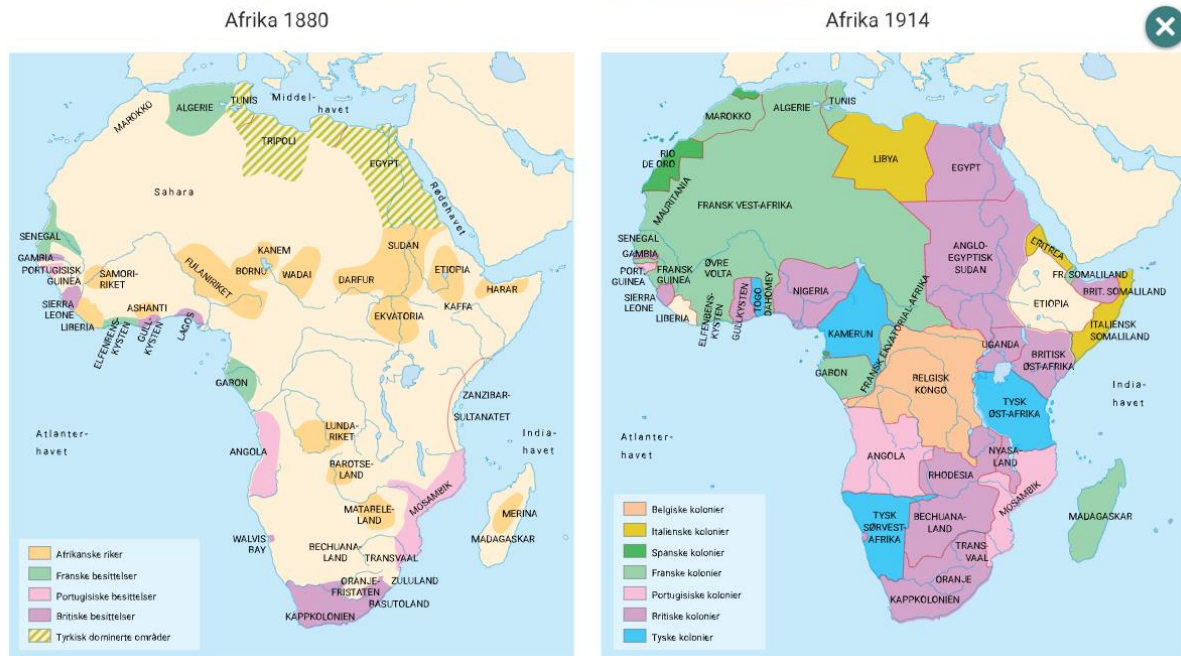 Afrika 1880
MAROKKO
ALGERIE
TUNIS
Middel-
havet
TRIPOLI
EGYPT
Sahara
Rødehavet
SENEGAL
GAMBIA
PORTUGISISK
GUINEA
SAMORI-
RIKET
FULANIRIKET
BORNU
KANEM
WADAI
DARFUR
SUDAN
ETIOPIA
KAFFA
HARAR
SIERRA
LEONE
LIBERIA
ELFENBENS-
KYSTEN
ASHANTI
GULL-
KYSTEN
LAGOS
EKVATORIA
GABON
ZANZIBAR-
SULTANATET
Atlanter-
havet
India-
havet
LUNDA-
RIKET
ANGOLA
BAROTSE-
LAND
MOSAMBIK
MATABELE-
LAND
MERINA
MADAGASKAR
WALVIS
BAY
BECHUANA-
LAND
TRANSVAAL
ORANJE-
FRISTATEN
ZULULAND
BASUTOLAND
KAPPKOLONIEN
Afrikanske riker
Franske besittelser
Portugisiske besittelser
Britiske besittelser
Tyrkisk dominerte områder
Afrika 1914
MAROKKO
ALGERIE
TUNIS
RIO
DE ORO
LIBYA
EGYPT
MAURITANIA
FRANSK VEST-AFRIKA
SENEGAL
GAMBIA
PORT.
GUINEA
FRANSK
GUINEA
ØVRE
VOLTA
ANGLO-
EGYPTISK
SUDAN
ERITREA
FR. SOMALILAND
BRIT. SOMALILAND
ETIOPIA
ITALIENSK
SOMALILAND
SIERRA
LEONE
LIBERIA
ELFENBENS-
KYSTEN
GULLKYSTEN
TOGO
DAHOMEY
NIGERIA
KAMERUN
FRANSK EKVATORIAL-AFRIKA
GABON
BELGISK
KONGO
UGANDA
BRITISK
ØST-AFRIKA
India-
havet
TYSK
ØST-AFRIKA
Atlanter-
havet
ANGOLA
NYASA-
LAND
RHODESIA
MOSAMBIK
TYSK
SØRVEST-
AFRIKA
BECHUANA-
LAND
MADAGASKAR
TRANS-
VAAL
ORANJE
KAPPKOLONIEN
Belgiske kolonier
Italienske kolonier
Spanske kolonier
Franske kolonier
Portugisiske kolonier
Britiske kolonier
Tyske kolonier